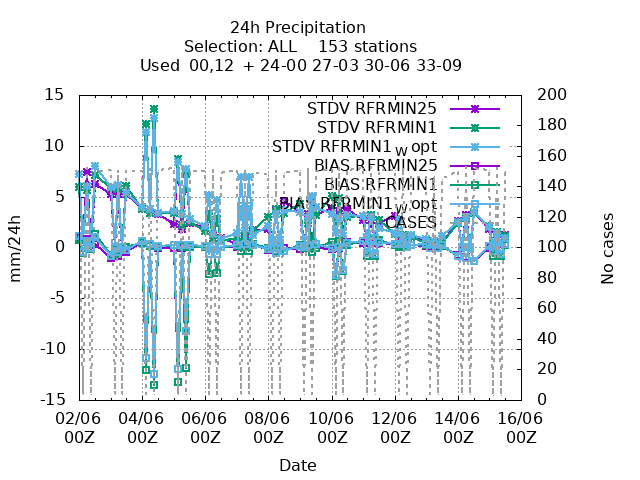 24h Precipitation
Selection: ALL 153 stations
Used 00,12 + 24-00 27-03 30-06 33-09
15
10
5
0
-5
-10
-15
mm/24h
200
180
160
140
120
100
80
60
40
20
0
No cases
STDV RFRMIN25
STDV RFRMIN1
STDV RFRMIN1w opt
BIAS RFRMIN25
BIAS RFRMIN1
BIAS RFRMIN1w opt
CASES
02/06 04/06 06/06 08/06 10/06 12/06 14/06 16/06
00Z 00Z 00Z 00Z 00Z 00Z 00Z 00Z
Date